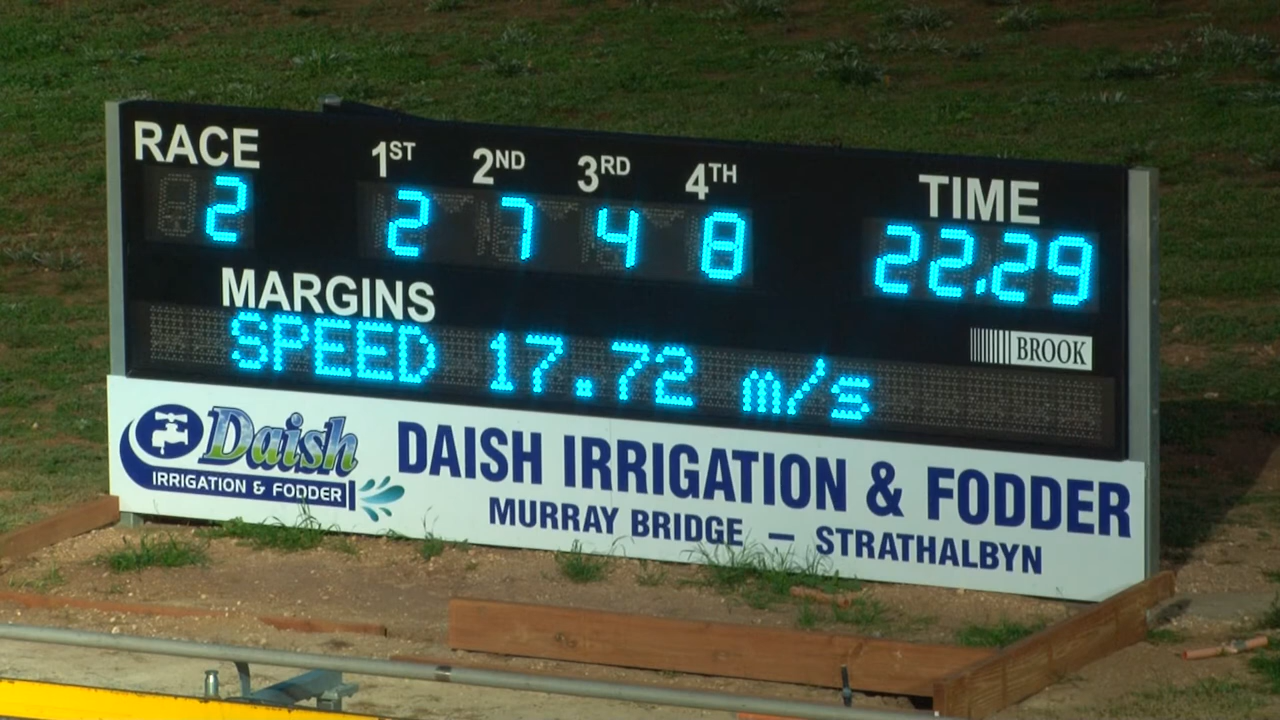 RACE 1ST 2ND 3RD 4TH TIME
2 2 7 4 8 22.29
MARGINS
SPEED 17.72 m/s
BROOK
Daish
IRRIGATION & FODDER
DAISH IRRIGATION & FODDER
MURRAY BRIDGE – STRATHALBYN